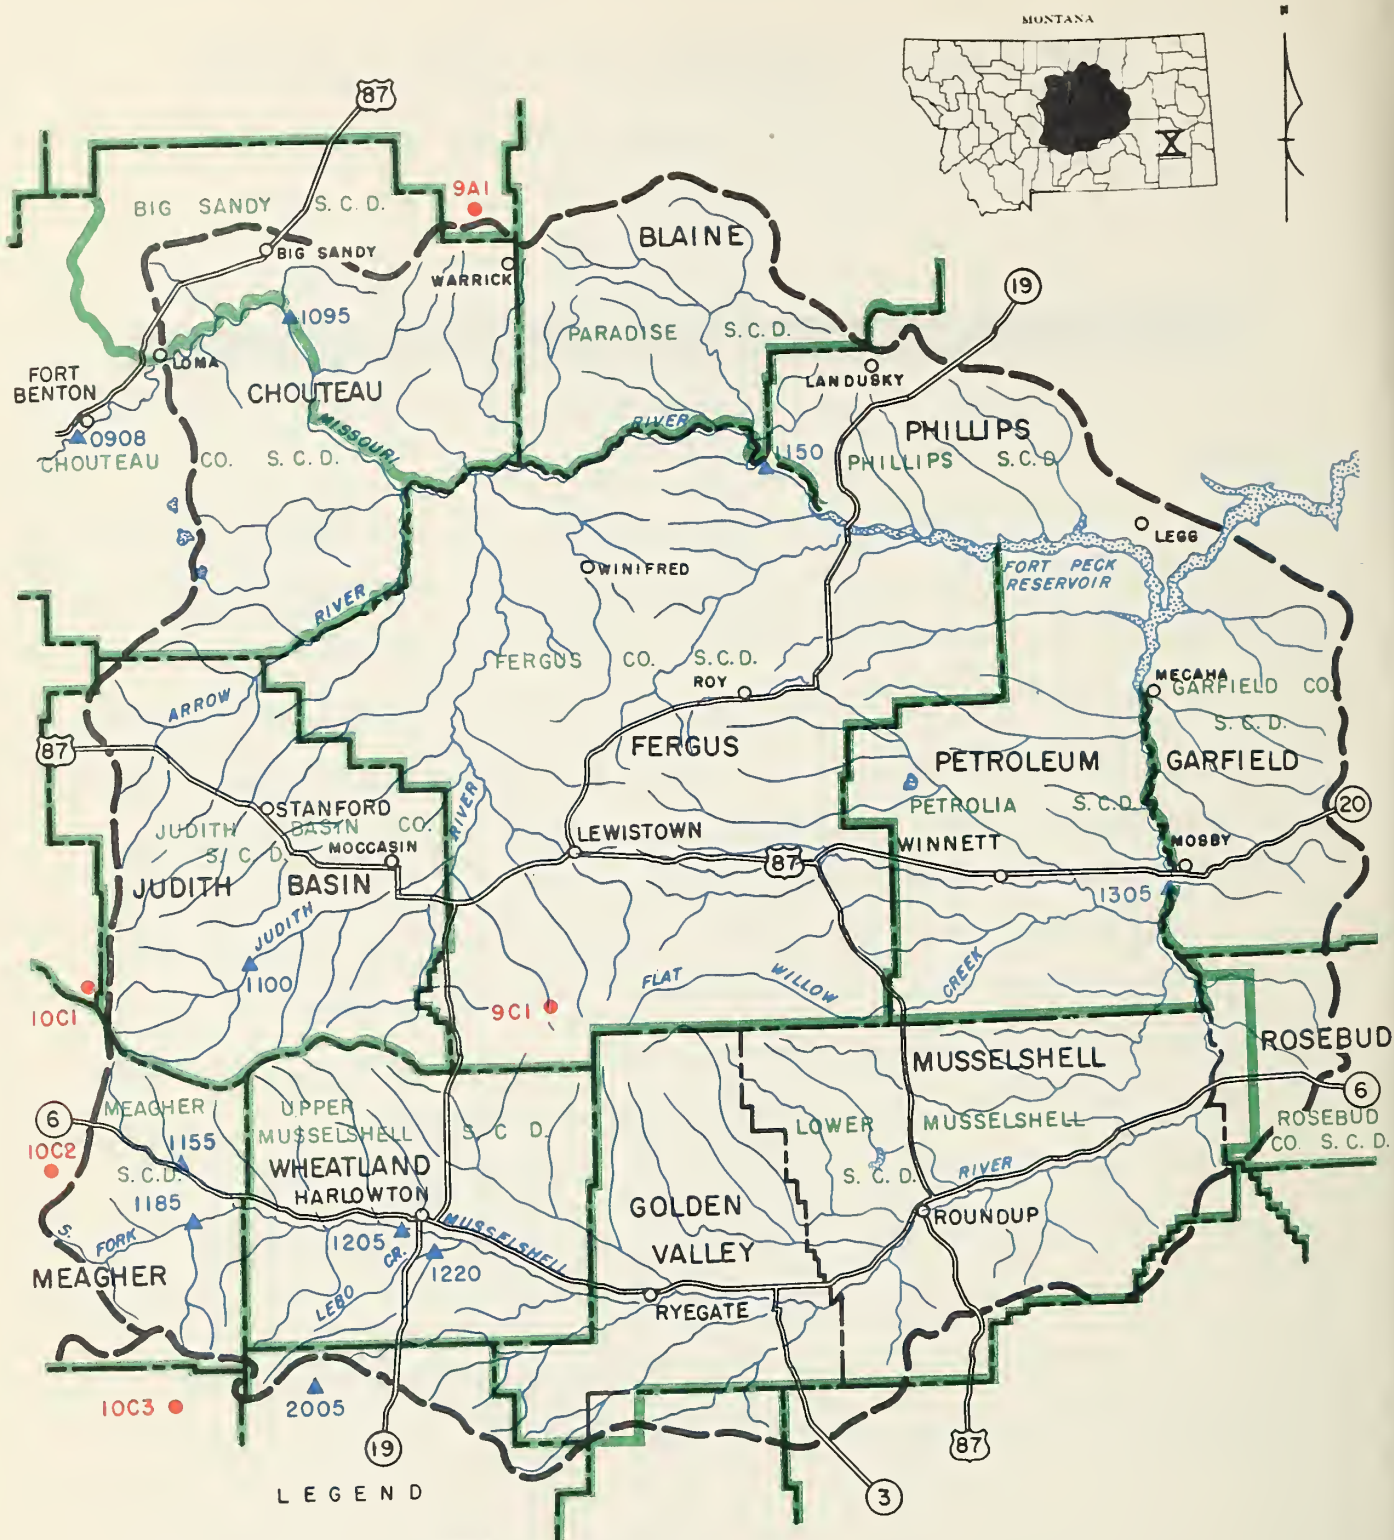 MONTANA
N
X
87
9A1
BIG SANDY S.C.D.
BLAINE
BIG SANDY
WARRICK
19
1095
PARADISE S.C.D.
LOMA
FORT
BENTON
LANDUSKY
CHOUTEAU
MISSOURI
RIVER
0908
PHILLIPS
CHOUTEAU CO. S.C.D.
1150
PHILLIPS S.C.D.
LEGG
WINIFRED
FORT PECK
RESERVOIR
RIVER
FERGUS CO. S.C.D.
ROY
MECAHA
GARFIELD CO.
S.C.D.
ARROW
87
FERGUS
PETROLEUM
GARFIELD
RIVER
STANFORD
PETROLIA S.C.D.
20
JUDITH BASIN CO.
S.C.D.
LEWISTOWN
MOCCASIN
WINNETT
MOSBY
87
JUDITH BASIN
1305
JUDITH
1100
FLAT WILLOW CREEK
10C1
9C1
ROSEBUD
MUSSELSHELL
6
MEAGHER
S.C.D.
UPPER
MUSSELSHELL S.C.D.
LOWER MUSSELSHELL
S.C.D.
6
ROSEBUD
CO. S.C.D.
10C2
1155
WHEATLAND
HARLOWTON
RIVER
1185
GOLDEN
VALLEY
ROUNDUP
S. FORK
1205
MUSSELSHELL
MEAGHER
LEBO CR.
1220
RYEGATE
10C3
2005
19
87
3
LEGEND